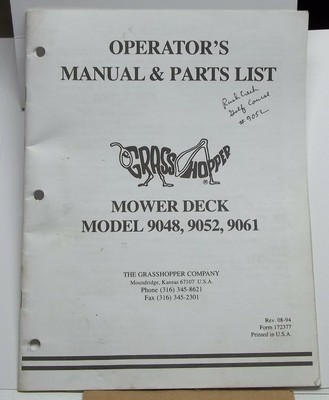 OPERATOR'S
MANUAL & PARTS LIST
Rush Creek
Golf Course
#9052
GRASSHOPPER®
MOWER DECK
MODEL 9048, 9052, 9061
THE GRASSHOPPER COMPANY
Moundridge, Kansas 67107 U.S.A.
Phone (316) 345-8621
Fax (316) 345-2301
Rev. 08-94
Form 172377
Printed in U.S.A.